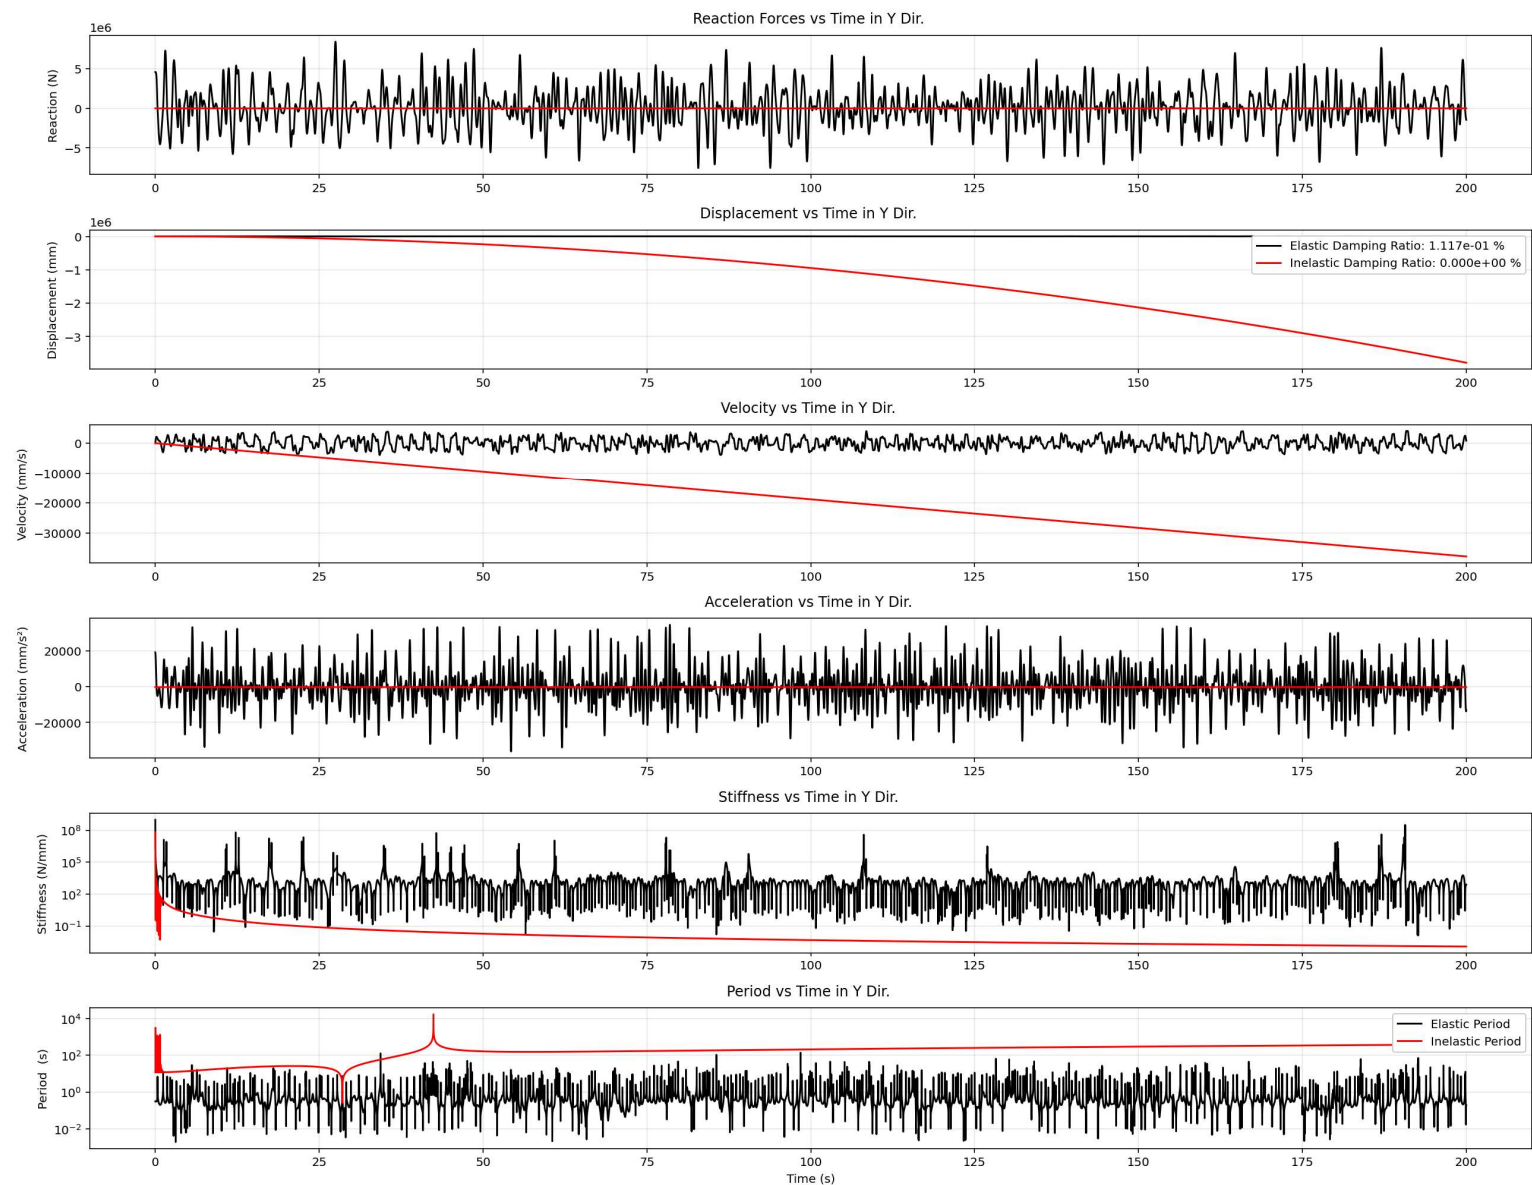 Reaction Forces vs Time in Y Dir.
1e6
Reaction (N)
5
0
−5
0 25 50 75 100 125 150 175 200
Displacement vs Time in Y Dir.
1e6
Displacement (mm)
0
−1
−2
−3
Elastic Damping Ratio: 1.117e-01 %
Inelastic Damping Ratio: 0.000e+00 %
0 25 50 75 100 125 150 175 200
Velocity vs Time in Y Dir.
Velocity (mm/s)
0
−10000
−20000
−30000
0 25 50 75 100 125 150 175 200
Acceleration vs Time in Y Dir.
Acceleration (mm/s²)
20000
0
−20000
0 25 50 75 100 125 150 175 200
Stiffness vs Time in Y Dir.
Stiffness (N/mm)
10⁸
10⁵
10²
10⁻¹
0 25 50 75 100 125 150 175 200
Period vs Time in Y Dir.
Period  (s)
10⁴
10²
10⁰
10⁻²
Elastic Period
Inelastic Period
0 25 50 75 100 125 150 175 200
Time (s)